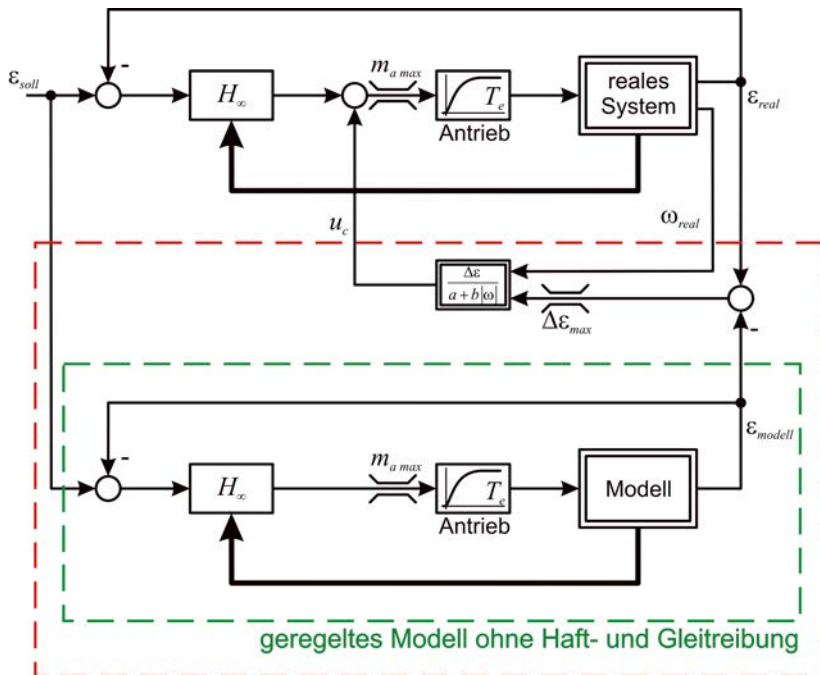 ε_soll
-
H_∞
m_a max
T_e
Antrieb
reales
System
ε_real
u_c
ω_real
Δε
a + b|ω|
Δε_max
-
-
H_∞
m_a max
T_e
Antrieb
Modell
ε_modell
geregeltes Modell ohne Haft- und Gleitreibung